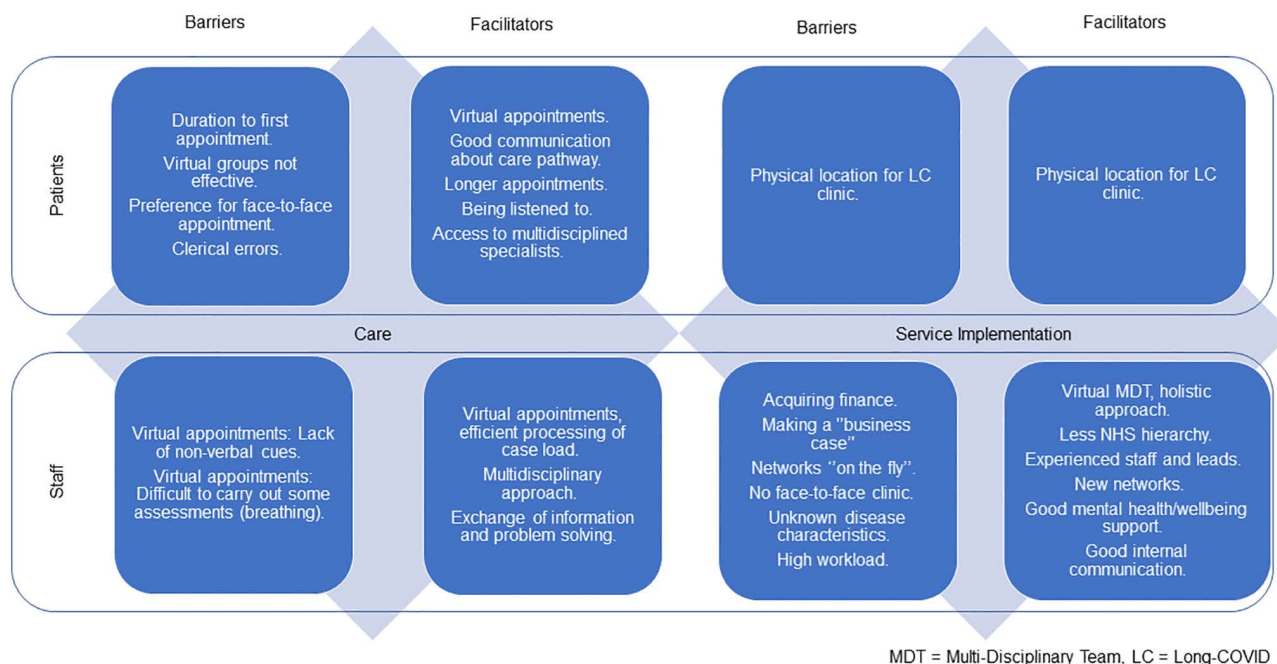 Barriers
Facilitators
Barriers
Facilitators
Patients
Duration to first
appointment.
Virtual groups not
effective.
Preference for face-to-face
appointment.
Clerical errors.
Virtual appointments.
Good communication
about care pathway.
Longer appointments.
Being listened to.
Access to multidisciplined
specialists.
Physical location for LC
clinic.
Physical location for LC
clinic.
Care
Service Implementation
Staff
Virtual appointments: Lack
of non-verbal cues.
Virtual appointments:
Difficult to carry out some
assessments (breathing).
Virtual appointments,
efficient processing of
case load.
Multidisciplinary
approach.
Exchange of information
and problem solving.
Acquiring finance.
Making a "business
case"
Networks "on the fly".
No face-to-face clinic.
Unknown disease
characteristics.
High workload.
Virtual MDT, holistic
approach.
Less NHS hierarchy.
Experienced staff and leads.
New networks.
Good mental health/wellbeing
support.
Good internal
communication.
MDT = Multi-Disciplinary Team, LC = Long-COVID